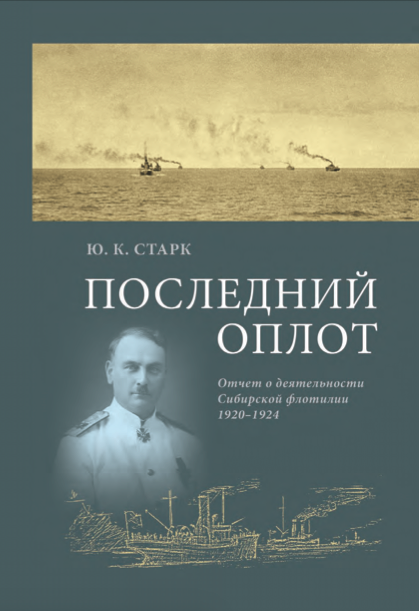 Ю. К. СТАРК
ПОСЛЕДНИЙ
ОПЛОТ
Отчет о деятельности
Сибирской флотилии
1920–1924